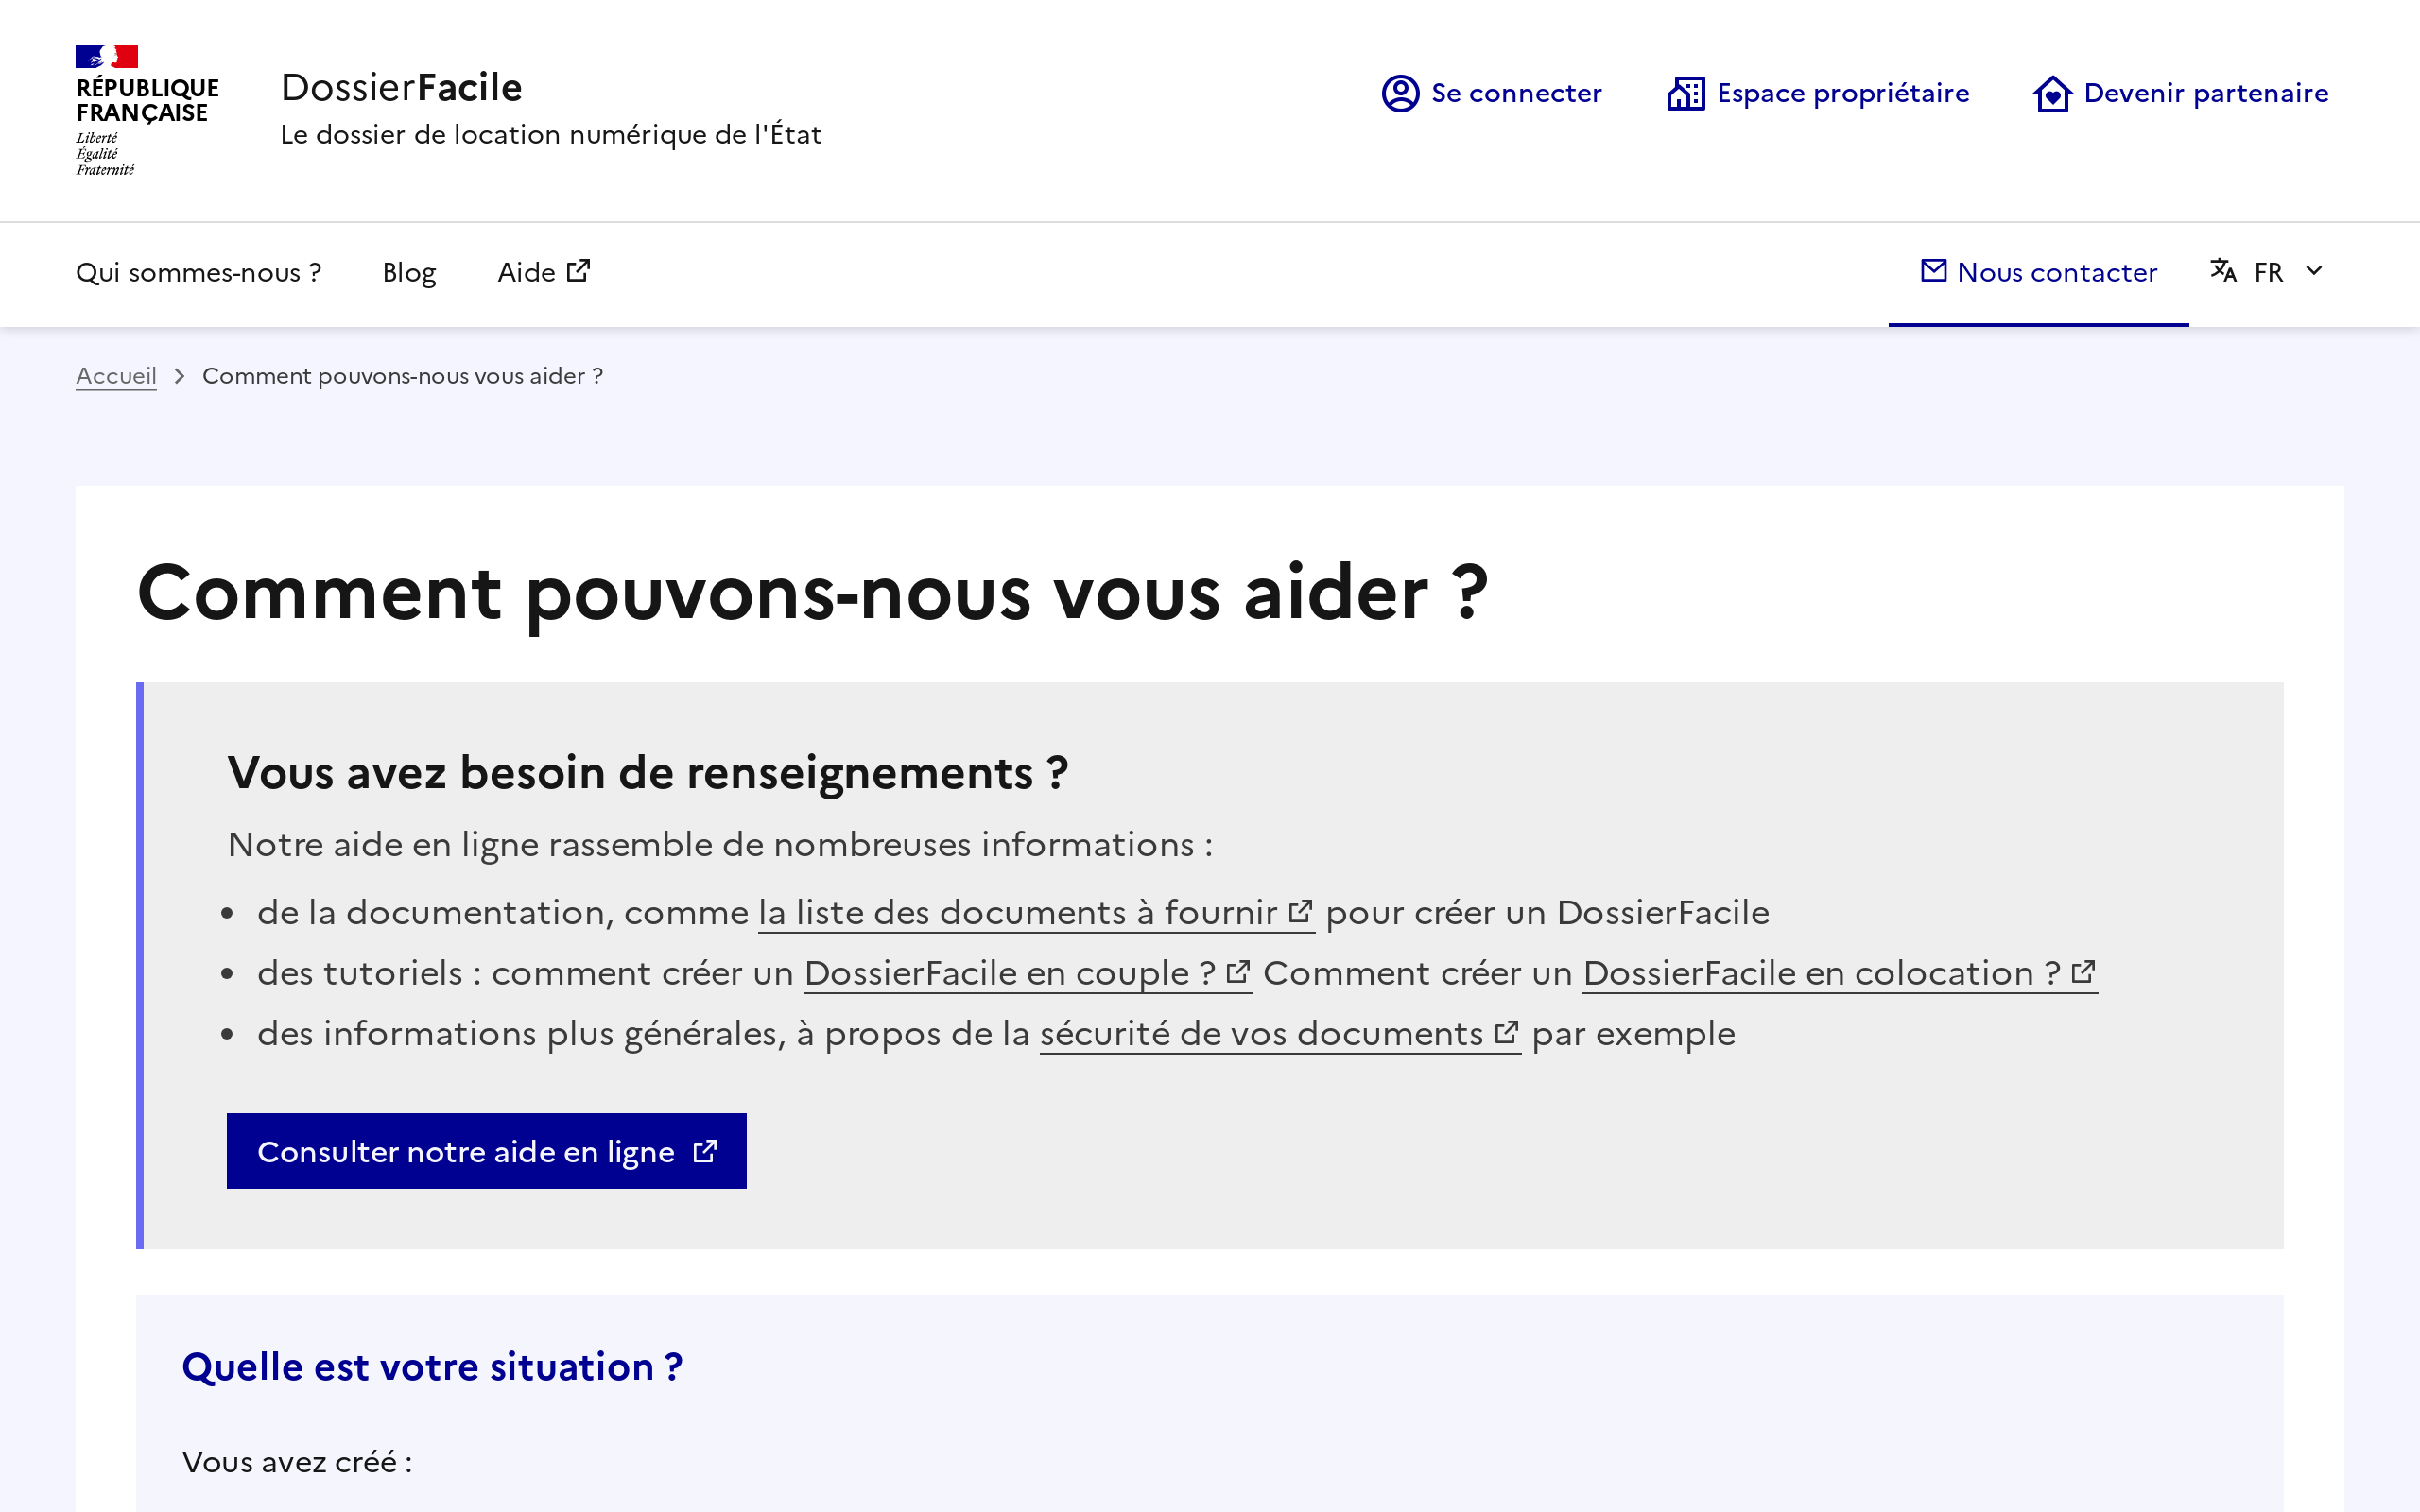 RÉPUBLIQUE
FRANÇAISE
Liberté
Égalité
Fraternité
DossierFacile
Le dossier de location numérique de l'État
Se connecter
Espace propriétaire
Devenir partenaire
Qui sommes-nous ?
Blog
Aide
Nous contacter
FR
Accueil
Comment pouvons-nous vous aider ?
Comment pouvons-nous vous aider ?
Vous avez besoin de renseignements ?
Notre aide en ligne rassemble de nombreuses informations :
• de la documentation, comme la liste des documents à fournir pour créer un DossierFacile
• des tutoriels : comment créer un DossierFacile en couple ? Comment créer un DossierFacile en colocation ?
• des informations plus générales, à propos de la sécurité de vos documents par exemple
Consulter notre aide en ligne
Quelle est votre situation ?
Vous avez créé :